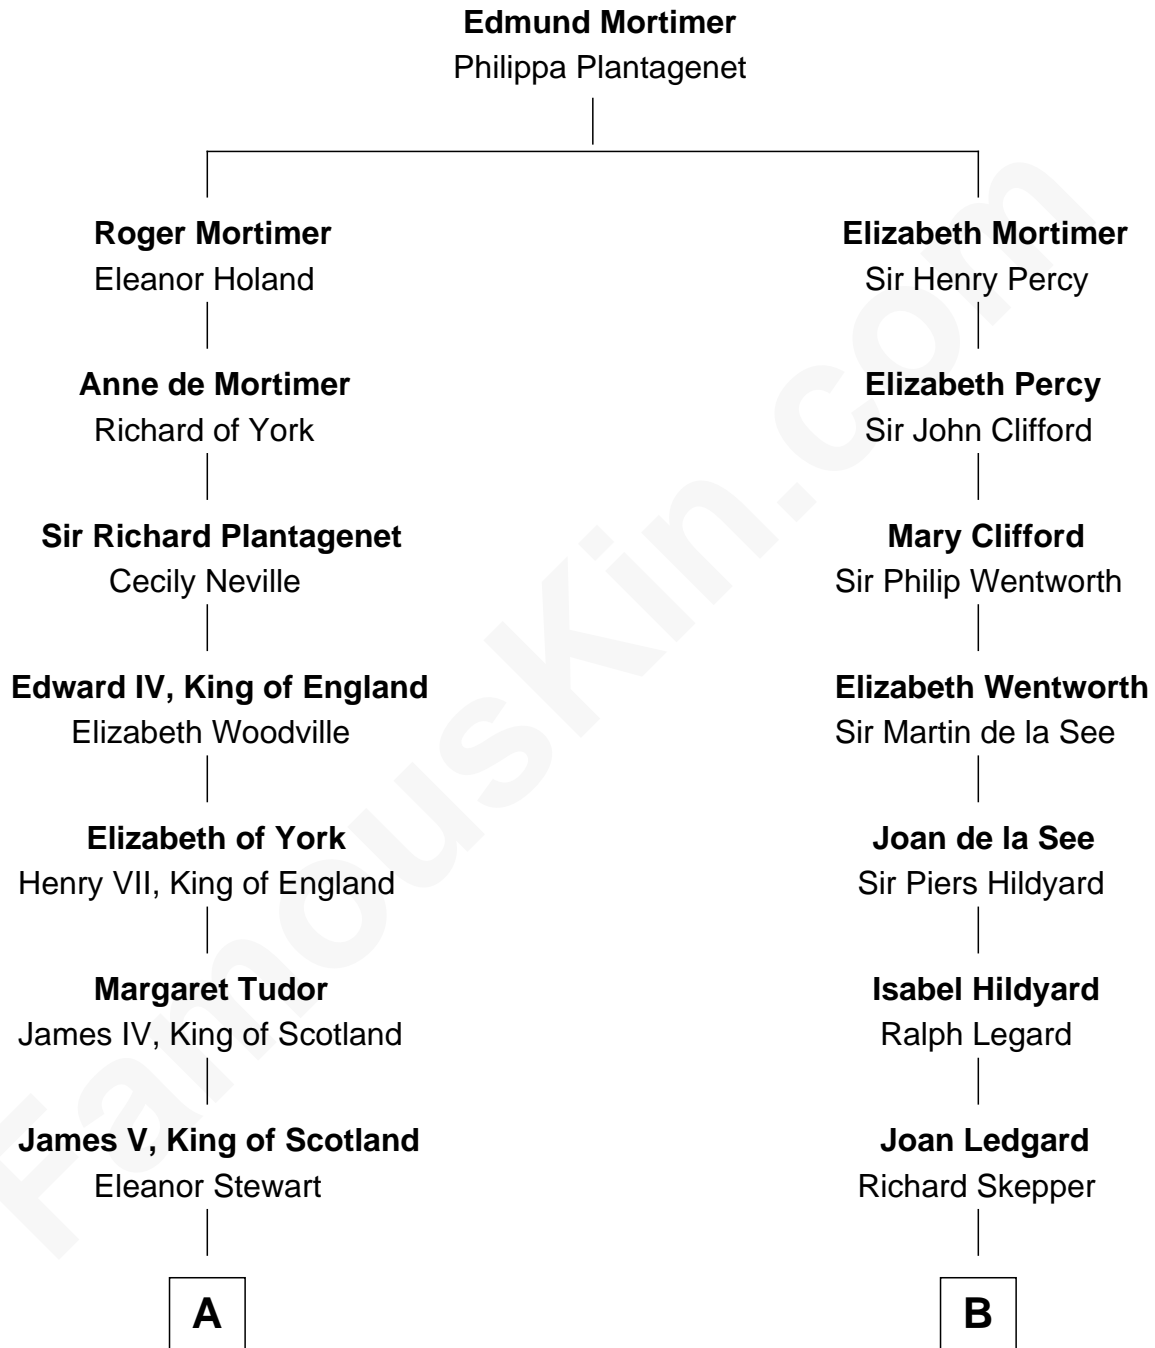 Edmund Mortimer
Philippa Plantagenet
Roger Mortimer
Eleanor Holand
Anne de Mortimer
Richard of York
Sir Richard Plantagenet
Cecily Neville
Edward IV, King of England
Elizabeth Woodville
Elizabeth of York
Henry VII, King of England
Margaret Tudor
James IV, King of Scotland
James V, King of Scotland
Eleanor Stewart
A
Elizabeth Mortimer
Sir Henry Percy
Elizabeth Percy
Sir John Clifford
Mary Clifford
Sir Philip Wentworth
Elizabeth Wentworth
Sir Martin de la See
Joan de la See
Sir Piers Hildyard
Isabel Hildyard
Ralph Legard
Joan Ledgard
Richard Skepper
B
FamousKin.com